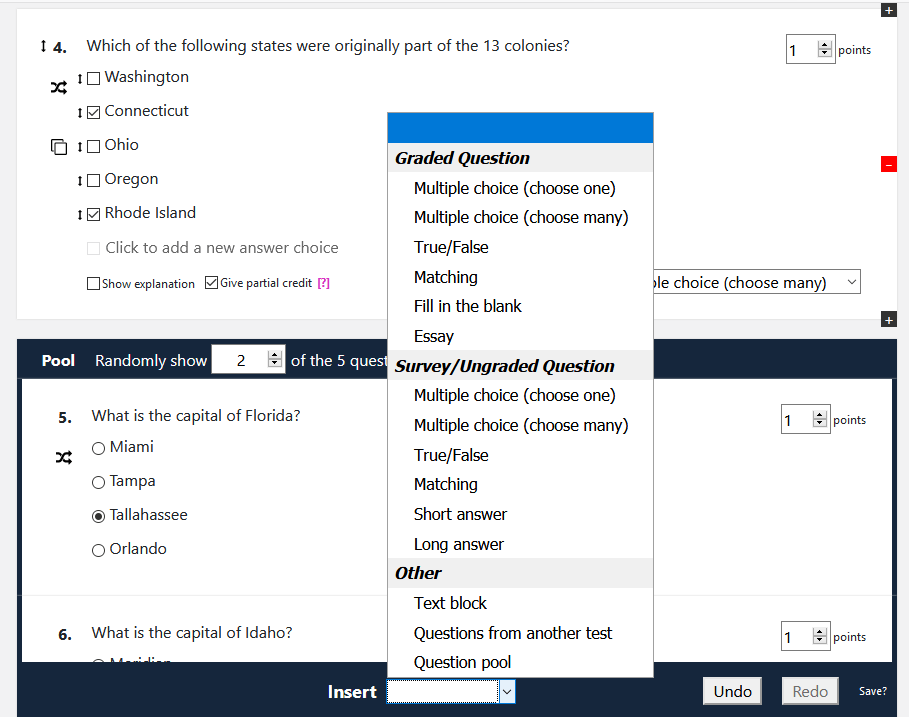 +
4. Which of the following states were originally part of the 13 colonies? 1 points
Washington
Connecticut
Ohio
Oregon
Rhode Island
Click to add a new answer choice
Show explanation Give partial credit [?]
ple choice (choose many)
-
+
Pool Randomly show 2 of the 5 quest
5. What is the capital of Florida? 1 points
Miami
Tampa
Tallahassee
Orlando
6. What is the capital of Idaho? 1 points
Graded Question
Multiple choice (choose one)
Multiple choice (choose many)
True/False
Matching
Fill in the blank
Essay
Survey/Ungraded Question
Multiple choice (choose one)
Multiple choice (choose many)
True/False
Matching
Short answer
Long answer
Other
Text block
Questions from another test
Question pool
Insert Undo Redo Save?